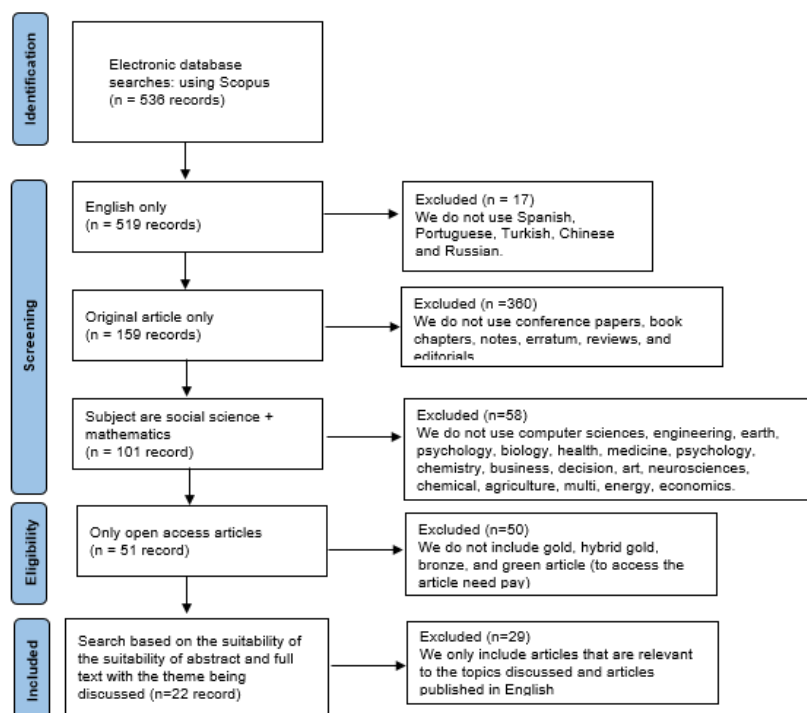 Identification
Electronic database
searches: using Scopus
(n = 536 records)
Screening
English only
(n = 519 records)
Excluded (n = 17)
We do not use Spanish,
Portuguese, Turkish, Chinese
and Russian.
Original article only
(n = 159 records)
Excluded (n =360)
We do not use conference papers, book
chapters, notes, erratum, reviews, and
editorials
Subject are social science +
mathematics
(n = 101 record)
Excluded (n=58)
We do not use computer sciences, engineering, earth,
psychology, biology, health, medicine, psychology,
chemistry, business, decision, art, neurosciences,
chemical, agriculture, multi, energy, economics.
Eligibility
Only open access articles
(n = 51 record)
Excluded (n=50)
We do not include gold, hybrid gold,
bronze, and green article (to access the
article need pay)
Included
Search based on the suitability of
the suitability of abstract and full
text with the theme being
discussed (n=22 record)
Excluded (n=29)
We only include articles that are relevant
to the topics discussed and articles
published in English